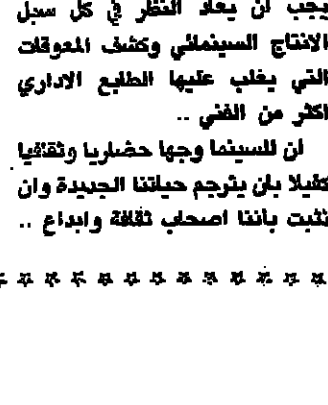 يجب ان يعاد النظر في كل سبل
الانتاج السينمائي وكشف المعوقات
التي يغلب عليها الطابع الاداري
اكثر من الفني ..
ان للسينما وجها حضاريا وثقافيا
كفيلا بان يترجم حياتنا الجديدة وان
نثبت باننا اصحاب ثقافة وابداع ..